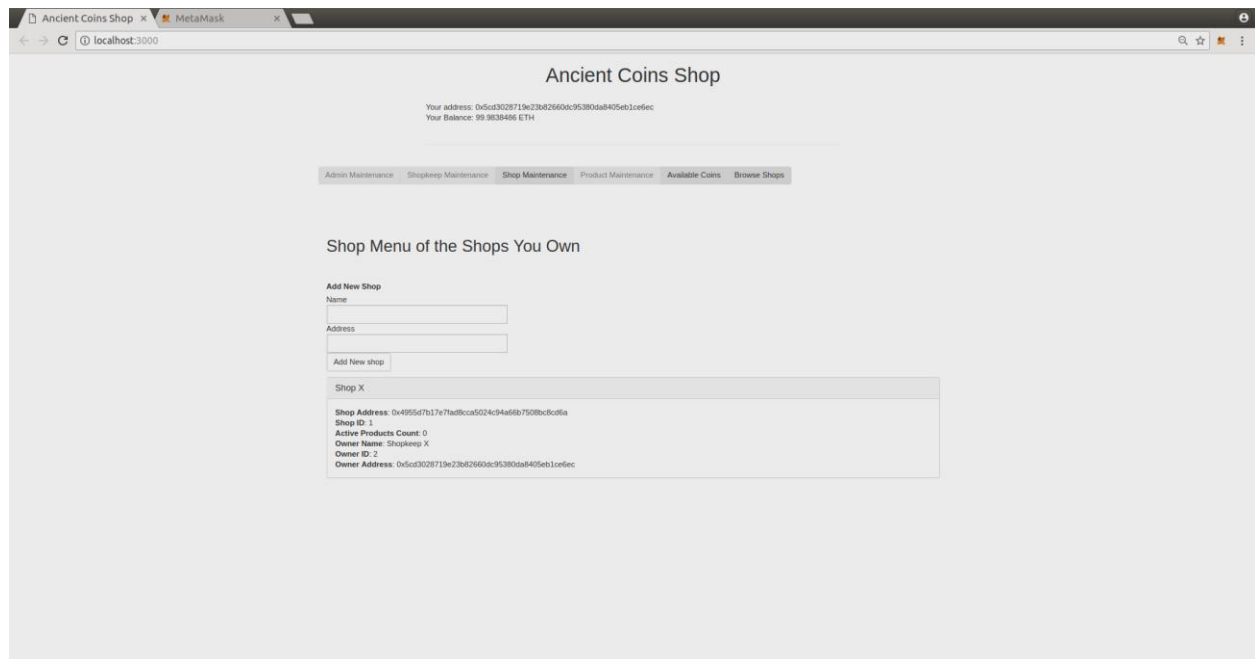 Ancient Coins Shop
MetaMask
localhost:3000
Ancient Coins Shop
Your address: 0x5cd3028719e23b82660dc95380da8405eb1ce6ec
Your Balance: 99.9838486 ETH
Admin Maintenance Shopkeep Maintenance Shop Maintenance Product Maintenance Available Coins Browse Shops
Shop Menu of the Shops You Own
Add New Shop
Name
Address
Add New shop
Shop X
Shop Address: 0x4955d7b17e7fad8cca5024c94a66b7508bc8cd6a
Shop ID: 1
Active Products Count: 0
Owner Name: Shopkeep X
Owner ID: 2
Owner Address: 0x5cd3028719e23b82660dc95380da8405eb1ce6ec